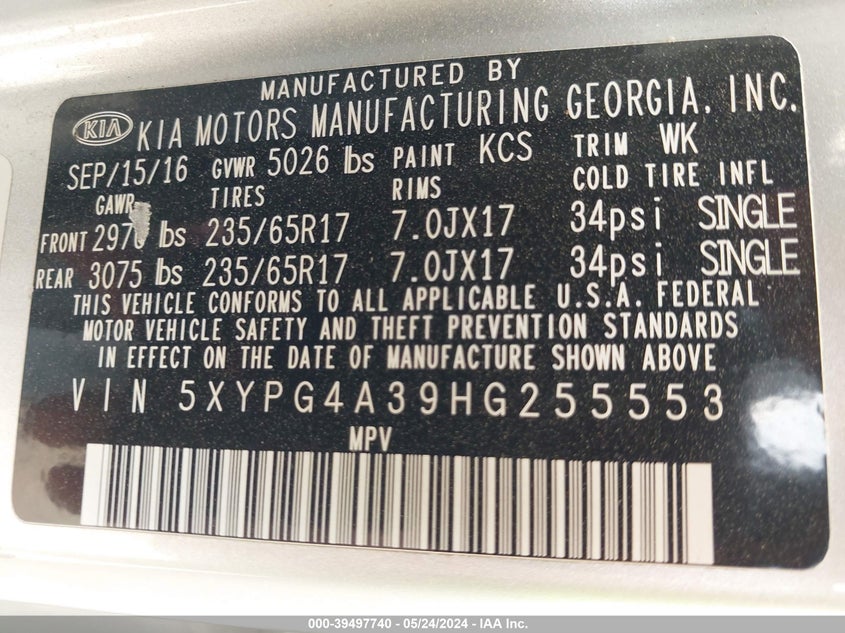 MANUFACTURED BY
KIA KIA MOTORS MANUFACTURING GEORGIA, INC.
SEP/15/16 GVWR 5026 lbs PAINT KCS TRIM WK
GAWR TIRES RIMS COLD TIRE INFL
FRONT lbs 235/65R17 7.0JX17 34psi SINGLE
REAR 3075 lbs 235/65R17 7.0JX17 34psi SINGLE
THIS VEHICLE CONFORMS TO ALL APPLICABLE U.S.A. FEDERAL
MOTOR VEHICLE SAFETY AND THEFT PREVENTION STANDARDS
IN EFFECT ON THE DATE OF MANUFACTURE SHOWN ABOVE
VIN 5XYPG4A39HG255553
MPV
000-39497740 - 05/24/2024 - IAA Inc.